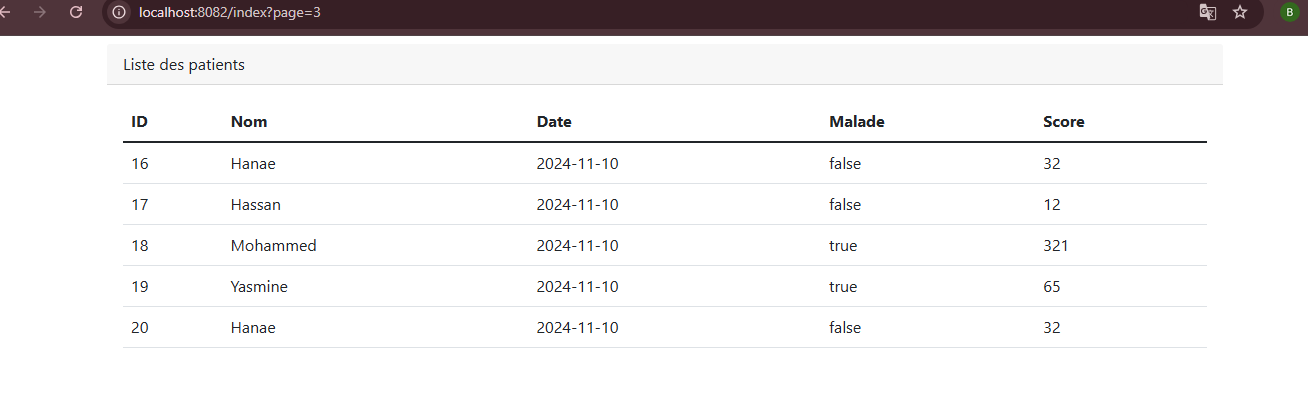 localhost:8082/index?page=3
B
Liste des patients
ID Nom Date Malade Score
16 Hanae 2024-11-10 false 32
17 Hassan 2024-11-10 false 12
18 Mohammed 2024-11-10 true 321
19 Yasmine 2024-11-10 true 65
20 Hanae 2024-11-10 false 32